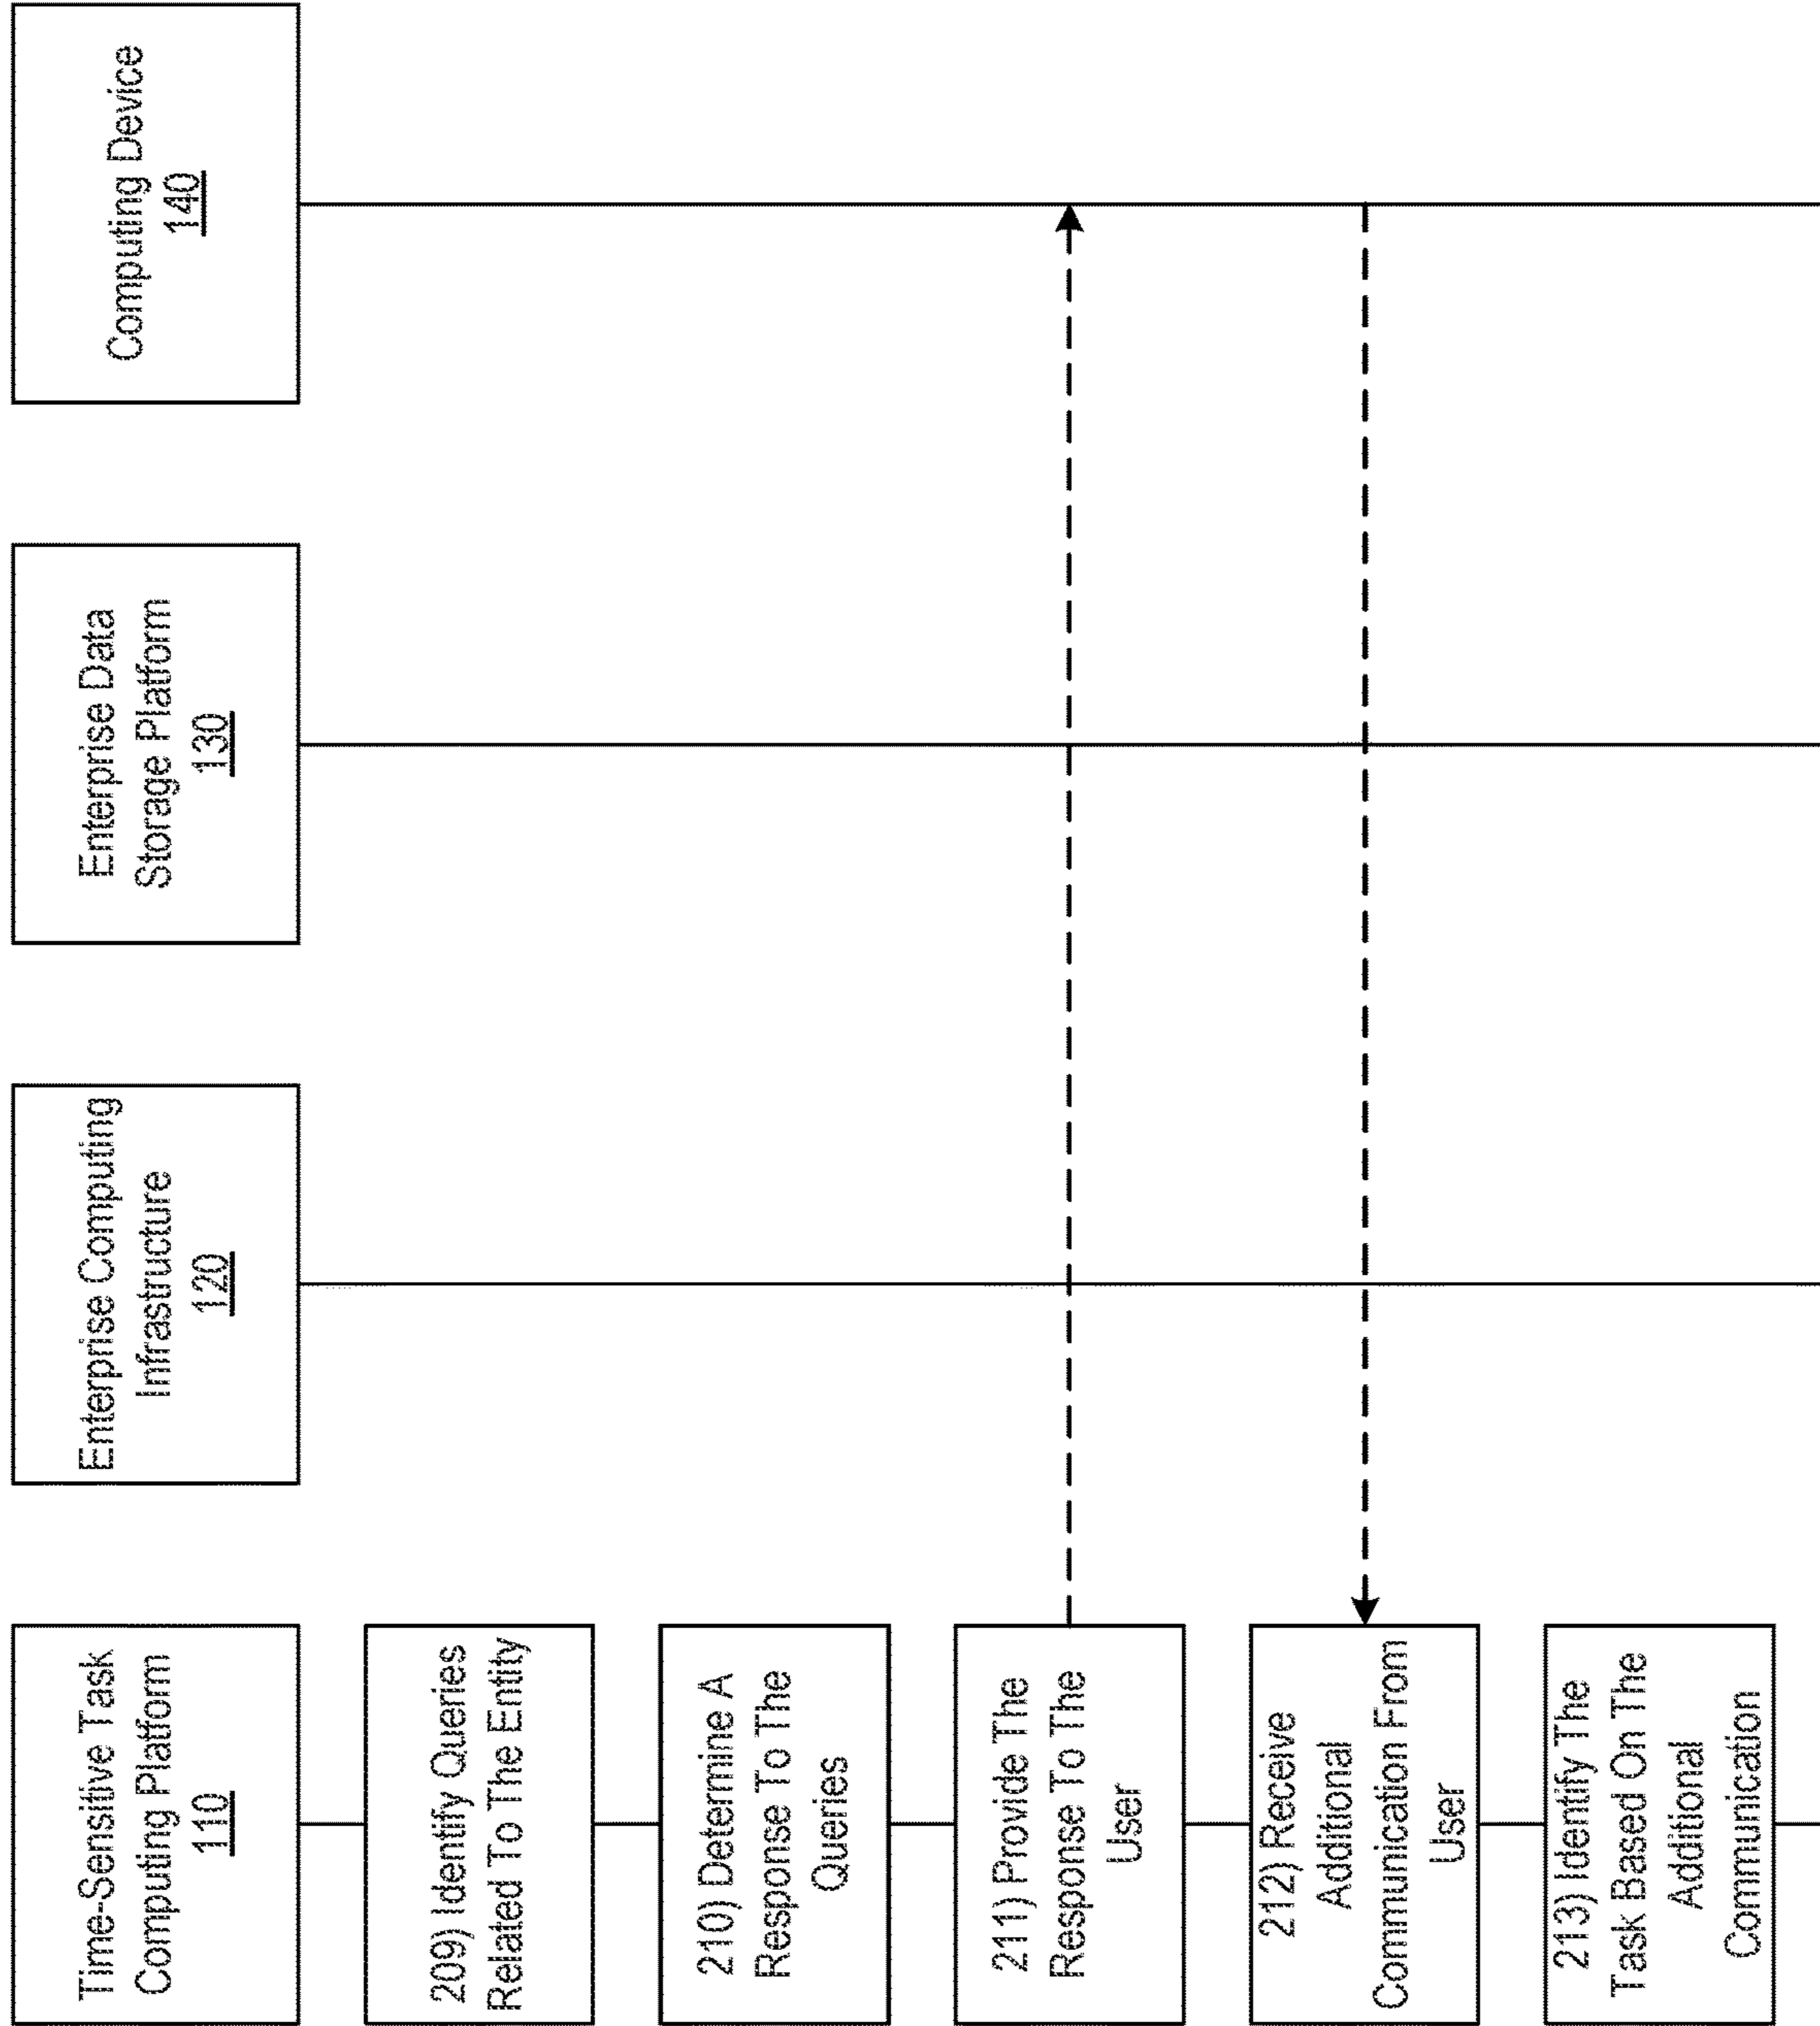 Time-Sensitive Task
Computing Platform
110
Enterprise Computing
Infrastructure
120
Enterprise Data
Storage Platform
130
Computing Device
140
209) Identify Queries
Related To The Entity
210) Determine A
Response To The
Queries
211) Provide The
Response To The
User
212) Receive
Additional
Communication From
User
213) Identify The
Task Based On The
Additional
Communication